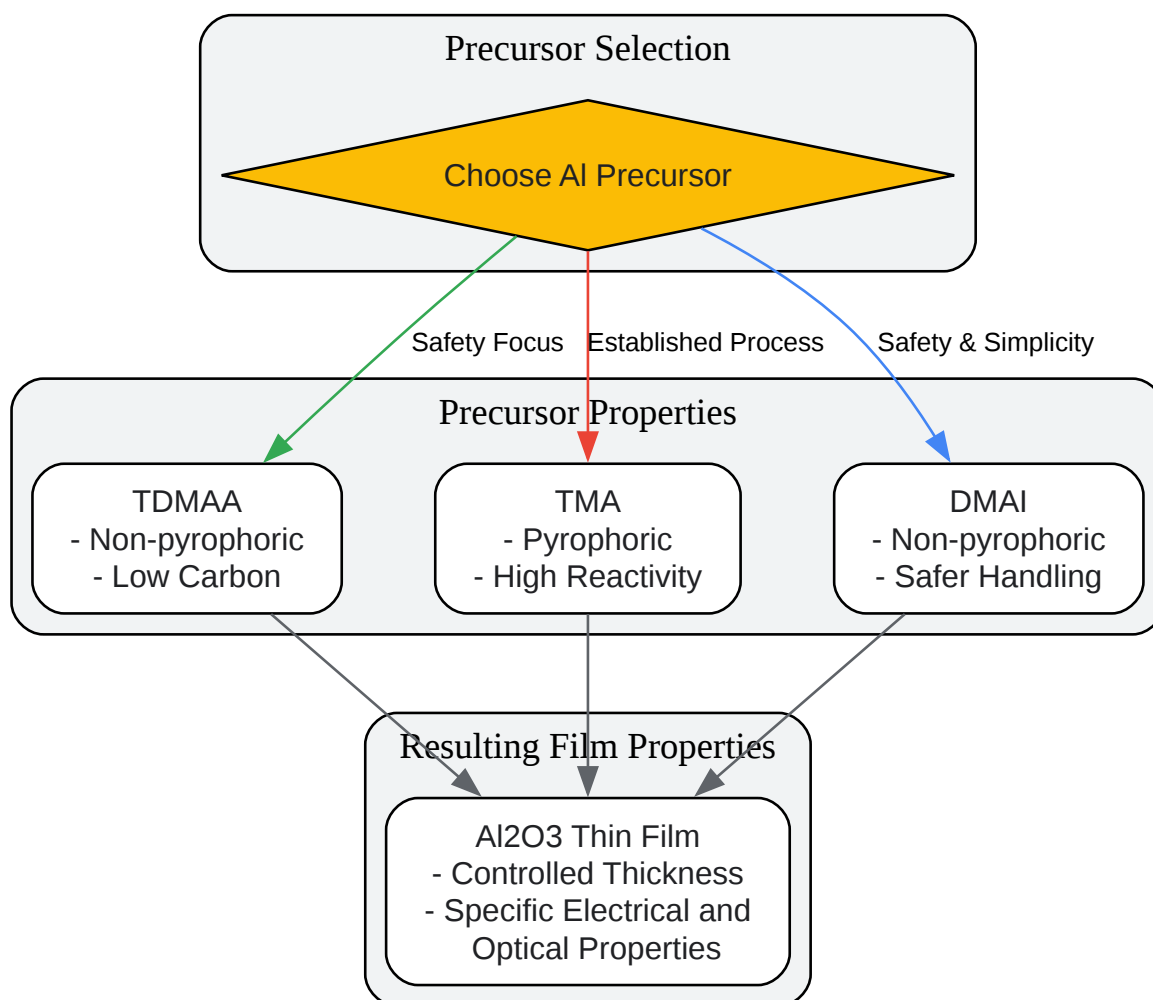 Precursor Selection
Choose Al Precursor
Safety Focus
Established Process
Safety & Simplicity
Precursor Properties
TDMAA
- Non-pyrophoric
- Low Carbon
TMA
- Pyrophoric
- High Reactivity
DMAI
- Non-pyrophoric
- Safer Handling
Resulting Film Properties
Al2O3 Thin Film
- Controlled Thickness
- Specific Electrical and
Optical Properties